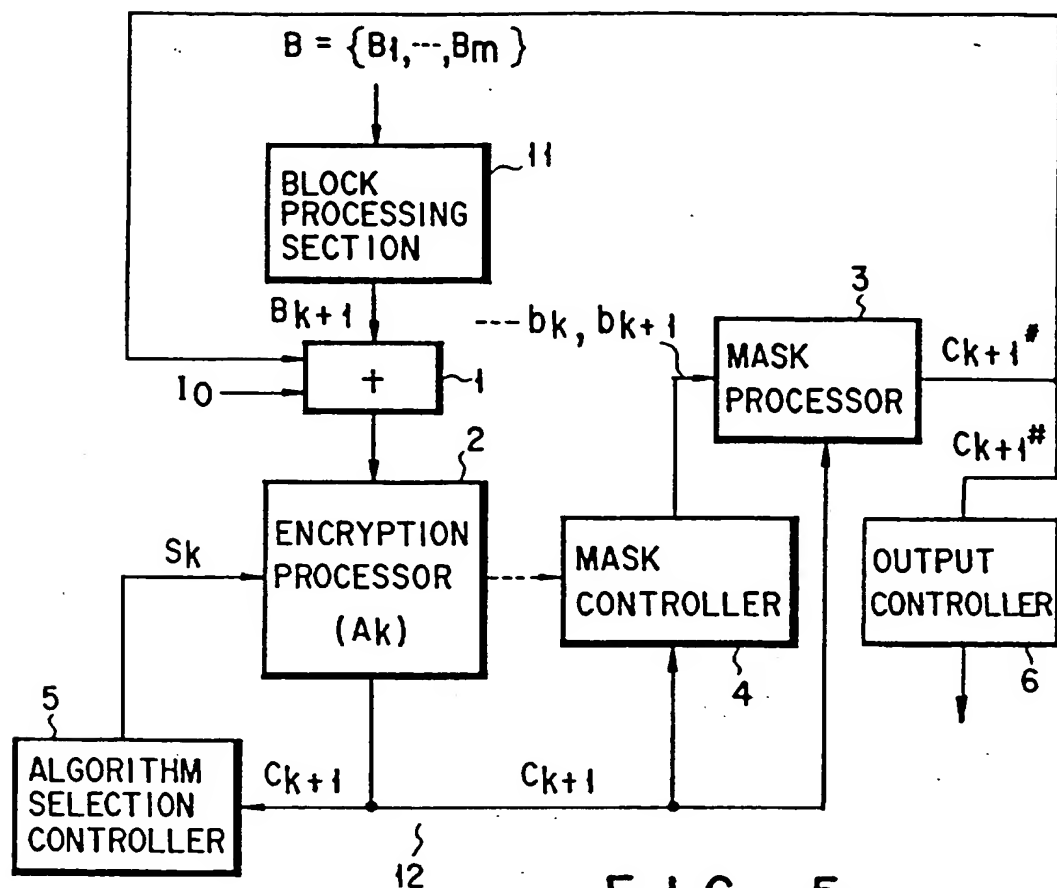 B = {B1,---,Bm}
11
BLOCK
PROCESSING
SECTION
Bk+1
---bk, bk+1
3
MASK
PROCESSOR
Ck+1#
+
1
I0
Ck+1#
2
ENCRYPTION
PROCESSOR
(Ak)
Sk
MASK
CONTROLLER
4
OUTPUT
CONTROLLER
6
5
ALGORITHM
SELECTION
CONTROLLER
Ck+1
Ck+1
12